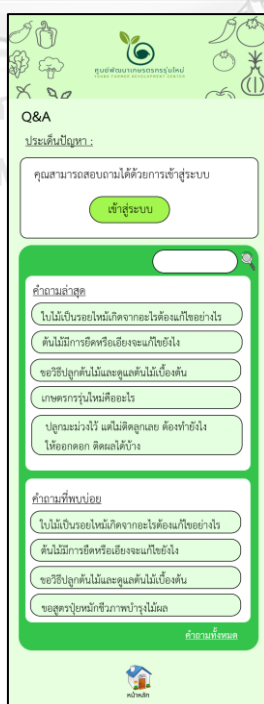 ศูนย์พัฒนาเกษตรกรรุ่นใหม่
YOUNG FARMER DEVELOPMENT CENTER
Q&A
ประเด็นปัญหา :
คุณสามารถสอบถามได้ด้วยการเข้าสู่ระบบ
เข้าสู่ระบบ
คำถามล่าสุด
ใบไม้เป็นรอยไหม้เกิดจากอะไรต้องแก้ไขอย่างไร
ต้นไม้มีการยืดหรือเอียงจะแก้ไขยังไง
ขอวิธีปลูกต้นไม้และดูแลต้นไม้เบื้องต้น
เกษตรกรรุ่นใหม่คืออะไร
ปลูกมะม่วงไว้ แต่ไม่ติดลูกเลย ต้องทำยังไง
ให้ออกดอก ติดผลได้บ้าง
คำถามที่พบบ่อย
ใบไม้เป็นรอยไหม้เกิดจากอะไรต้องแก้ไขอย่างไร
ต้นไม้มีการยืดหรือเอียงจะแก้ไขยังไง
ขอวิธีปลูกต้นไม้และดูแลต้นไม้เบื้องต้น
ขอสูตรปุ๋ยหมักชีวภาพบำรุงไม้ผล
คำถามทั้งหมด
หน้าหลัก